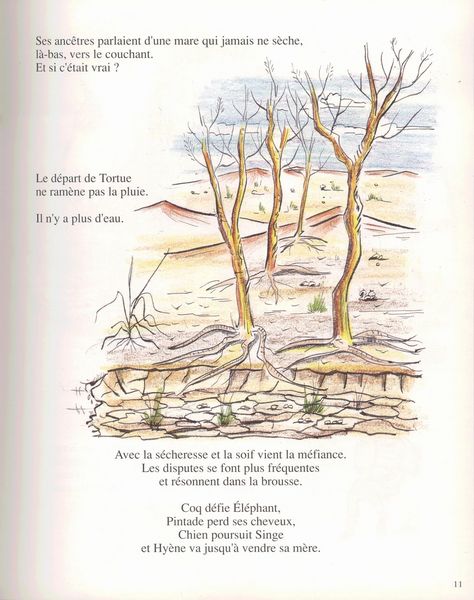 Ses ancêtres parlaient d'une mare qui jamais ne sèche,
là-bas, vers le couchant.
Et si c'était vrai ?
Le départ de Tortue
ne ramène pas la pluie.
Il n'y a plus d'eau.
Avec la sécheresse et la soif vient la méfiance.
Les disputes se font plus fréquentes
et résonnent dans la brousse.
Coq défie Éléphant,
Pintade perd ses cheveux,
Chien poursuit Singe
et Hyène va jusqu'à vendre sa mère.
11